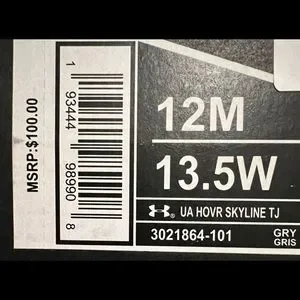 MSRP:$100.00
1 93444 98990 8
12M
13.5W
UA HOVR SKYLINE TJ
3021864-101
GRY
GRIS